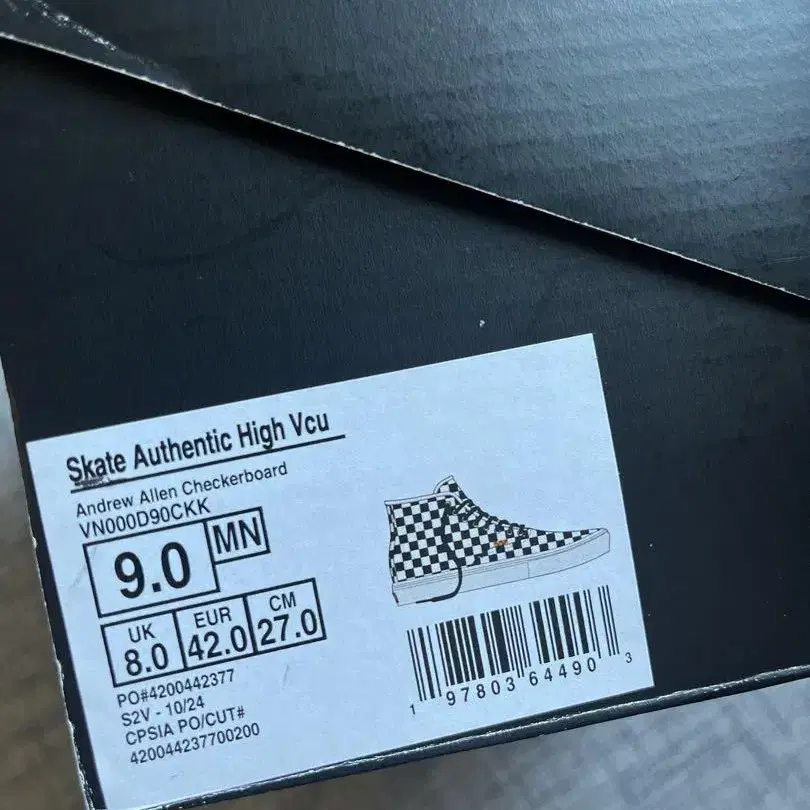 Skate Authentic High Vcu
Andrew Allen Checkerboard
VN000D90CKK
9.0 MN
UK EUR CM
8.0 42.0 27.0
PO#4200442377
S2V - 10/24
CPSIA PO/CUT#
420044237700200
1 97803 64490 3